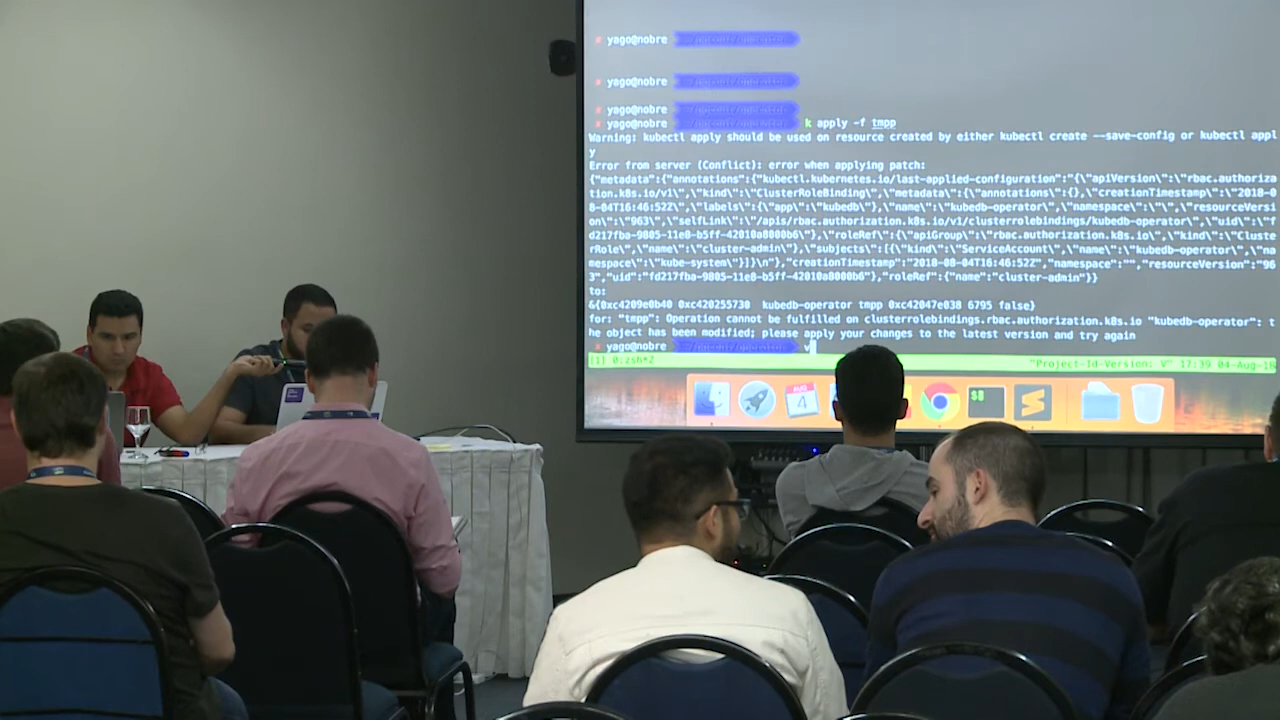 ✗ yago@nobre
✗ yago@nobre
✗ yago@nobre
✗ yago@nobre k apply -f tmpp
Warning: kubectl apply should be used on resource created by either kubectl create --save-config or kubectl appl
y
Error from server (Conflict): error when applying patch:
{"metadata":{"annotations":{"kubectl.kubernetes.io/last-applied-configuration":"{\"apiVersion\":\"rbac.authoriza
tion.k8s.io/v1\",\"kind\":\"ClusterRoleBinding\",\"metadata\":{\"annotations\":{},\"creationTimestamp\":\"2018-0
8-04T16:46:52Z\",\"labels\":{\"app\":\"kubedb\"},\"name\":\"kubedb-operator\",\"namespace\":\"\",\"resourceVersi
on\":\"963\",\"selfLink\":\"/apis/rbac.authorization.k8s.io/v1/clusterrolebindings/kubedb-operator\",\"uid\":\"f
d217fba-9805-11e8-b5ff-42010a8000b6\"},\"roleRef\":{\"apiGroup\":\"rbac.authorization.k8s.io\",\"kind\":\"Cluste
rRole\",\"name\":\"cluster-admin\"},\"subjects\":[{\"kind\":\"ServiceAccount\",\"name\":\"kubedb-operator\",\"na
mespace\":\"kube-system\"}]}\n"},"creationTimestamp":"2018-08-04T16:46:52Z","namespace":"","resourceVersion":"96
3","uid":"fd217fba-9805-11e8-b5ff-42010a8000b6"},"roleRef":{"name":"cluster-admin"}}
to:
&{0xc4209e0b40 0xc420255730 kubedb-operator tmpp 0xc42047e038 6795 false}
for: "tmpp": Operation cannot be fulfilled on clusterrolebindings.rbac.authorization.k8s.io "kubedb-operator": t
he object has been modified; please apply your changes to the latest version and try again
✗ yago@nobre v
[1] 0:zsh*Z "Project-Id-Version: V" 17:39 04-Aug-18
AUG
4
$